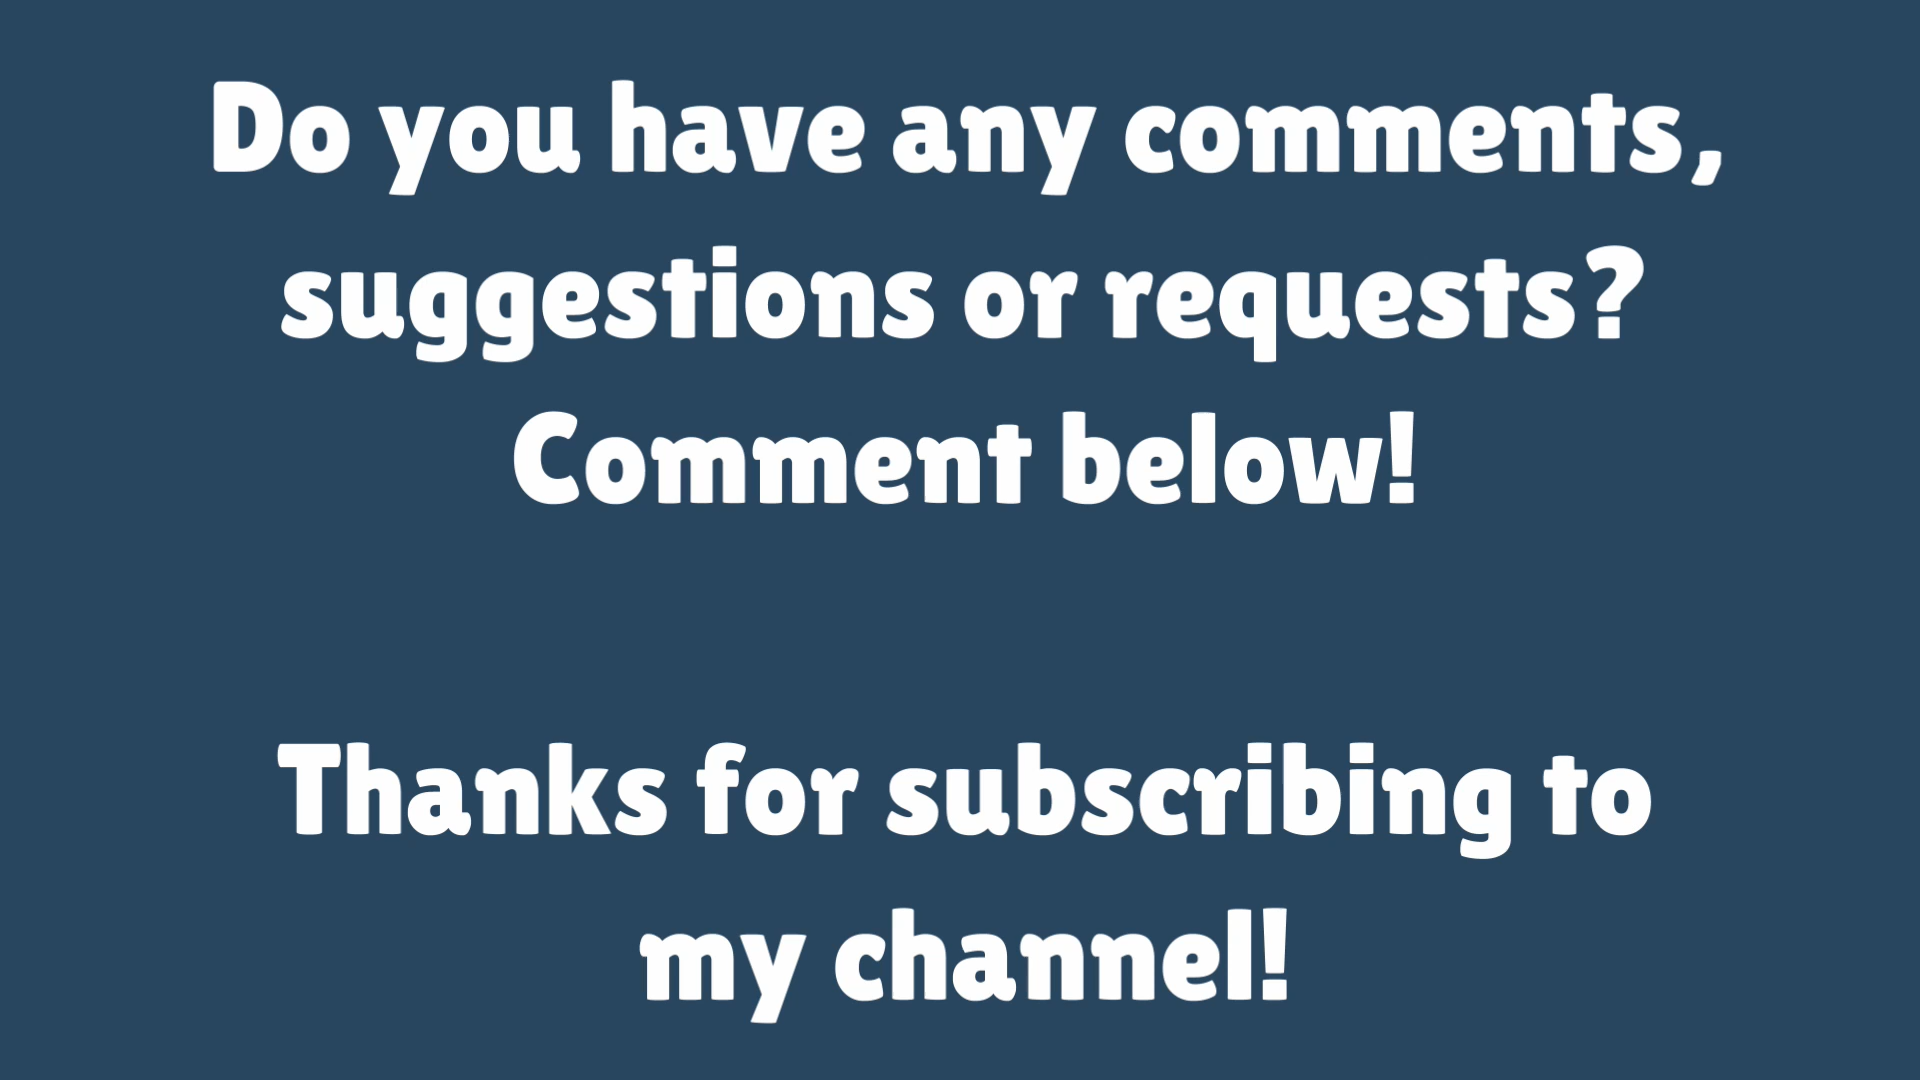 Do you have any comments,
suggestions or requests?
Comment below!
Thanks for subscribing to
my channel!